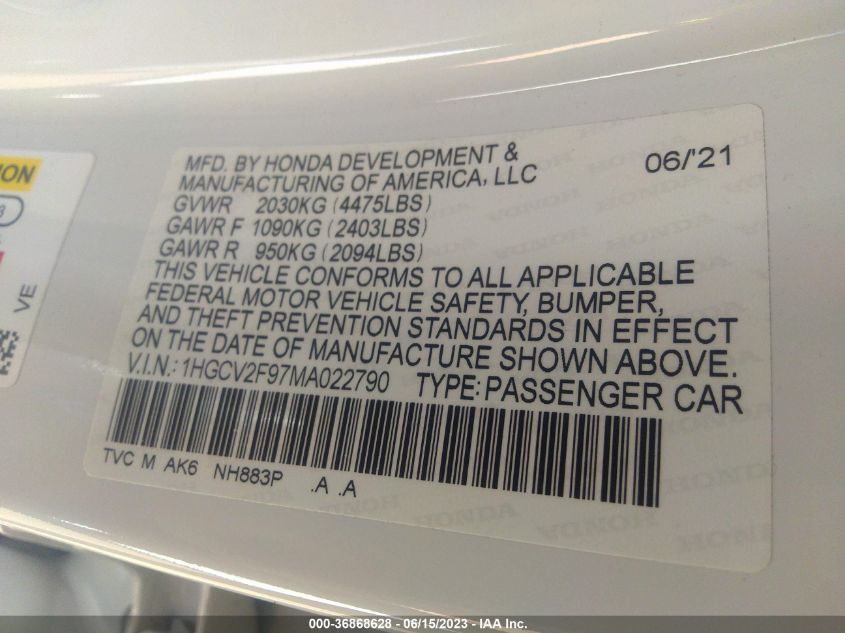 MFD. BY HONDA DEVELOPMENT &
MANUFACTURING OF AMERICA, LLC
06/'21
GVWR 2030KG (4475LBS)
GAWR F 1090KG (2403LBS)
GAWR R 950KG (2094LBS)
THIS VEHICLE CONFORMS TO ALL APPLICABLE
FEDERAL MOTOR VEHICLE SAFETY, BUMPER,
AND THEFT PREVENTION STANDARDS IN EFFECT
ON THE DATE OF MANUFACTURE SHOWN ABOVE.
V.I.N.: 1HGCV2F97MA022790 TYPE: PASSENGER CAR
TVC M AK6 NH883P .A .A
VE
HONDA HONDA
000-36868628 - 06/15/2023 - IAA Inc.